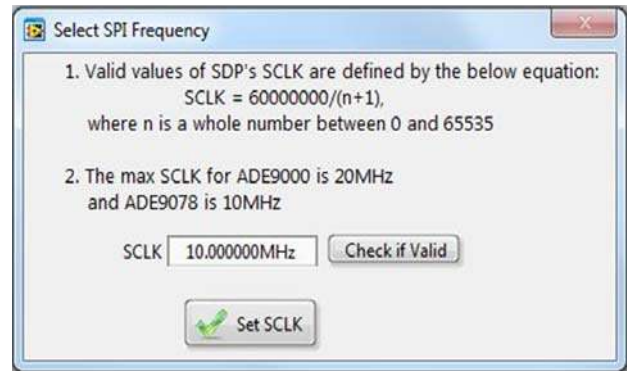 Select SPI Frequency
1. Valid values of SDP's SCLK are defined by the below equation:
SCLK = 60000000/(n+1),
where n is a whole number between 0 and 65535
2. The max SCLK for ADE9000 is 20MHz
and ADE9078 is 10MHz
SCLK 10.000000MHz Check if Valid
Set SCLK